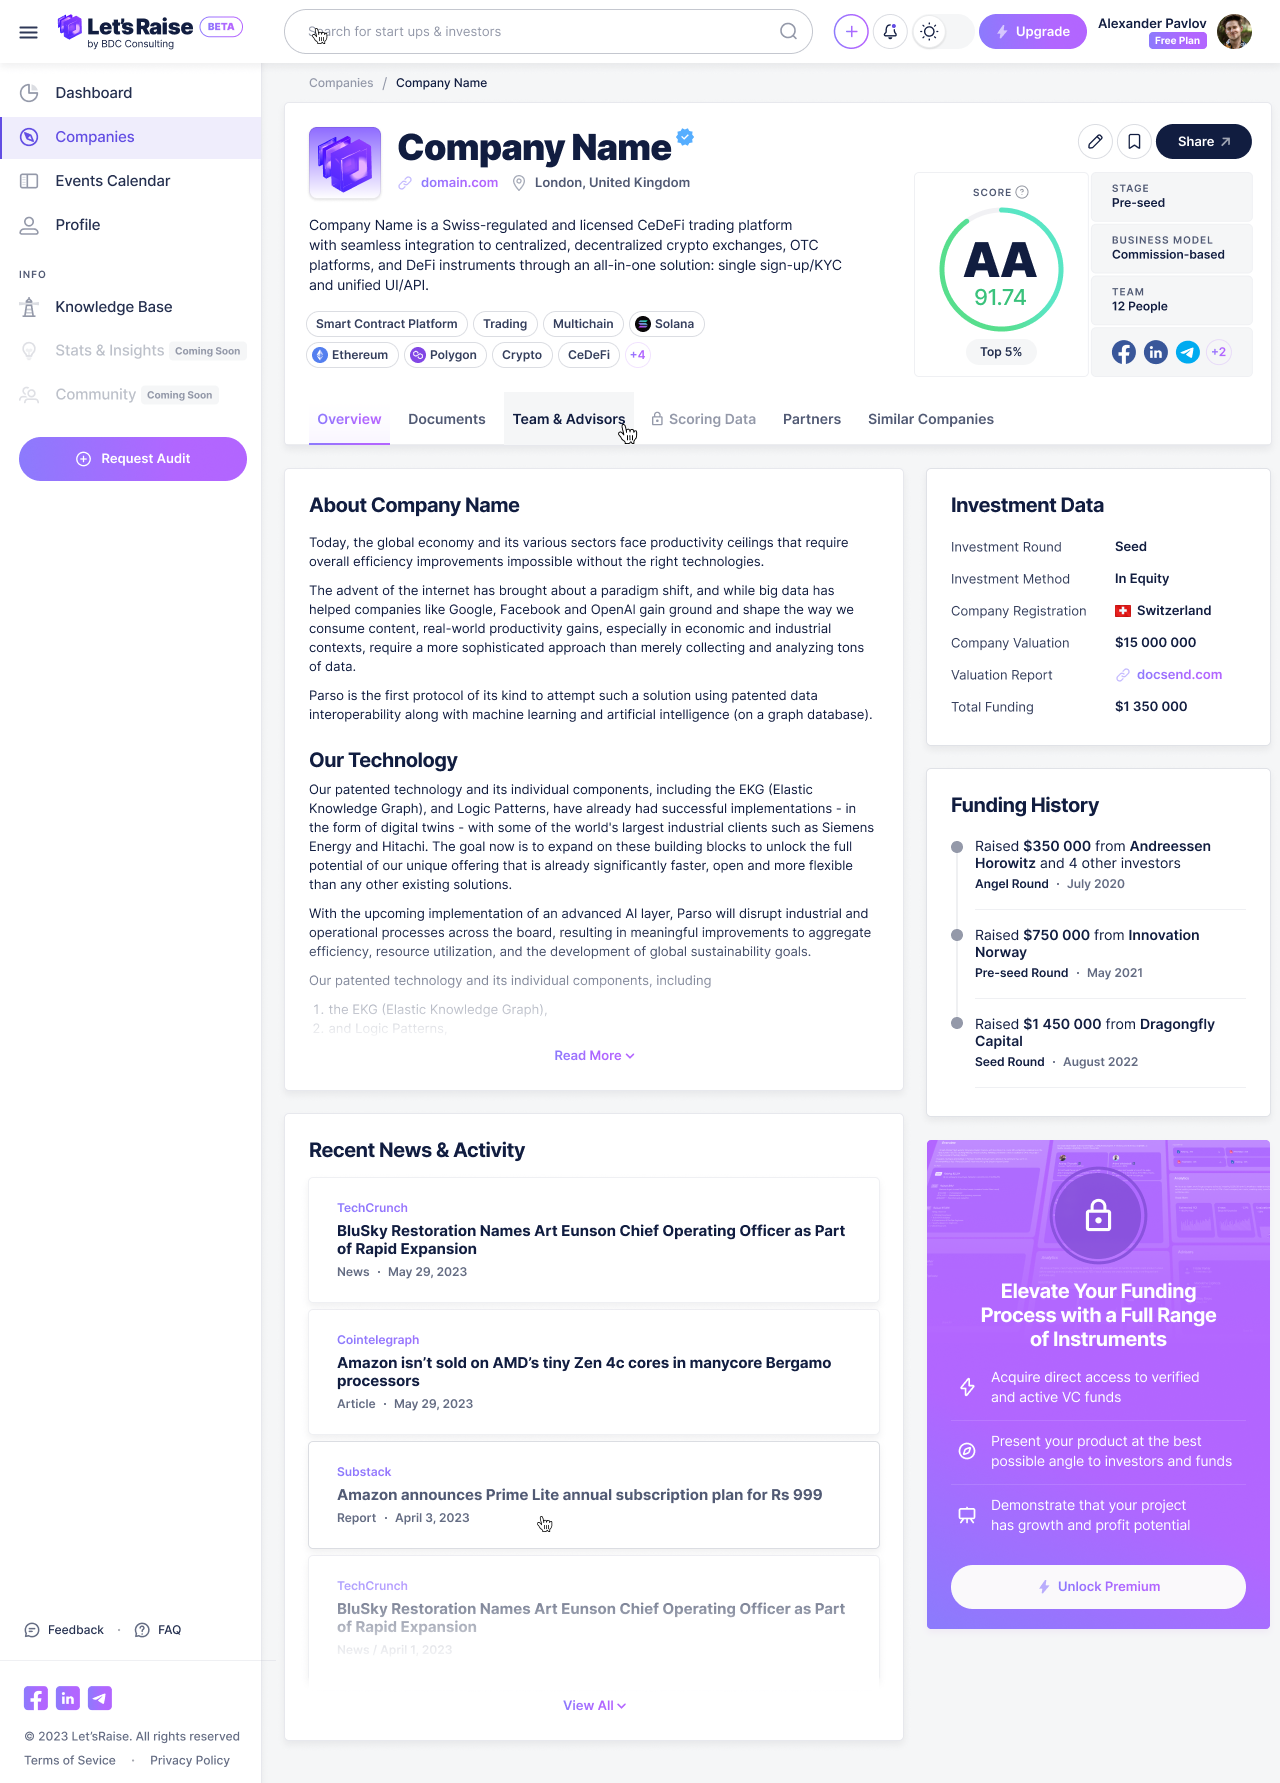 Let'sRaise BETA
by BDC Consulting
Search for start ups & investors
Upgrade
Alexander Pavlov
Free Plan
Dashboard
Companies
Events Calendar
Profile
INFO
Knowledge Base
Stats & Insights Coming Soon
Community Coming Soon
Request Audit
Companies / Company Name
Company Name
domain.com London, United Kingdom
Share
Company Name is a Swiss-regulated and licensed CeDeFi trading platform
with seamless integration to centralized, decentralized crypto exchanges, OTC
platforms, and DeFi instruments through an all-in-one solution: single sign-up/KYC
and unified UI/API.
Smart Contract Platform Trading Multichain Solana
Ethereum Polygon Crypto CeDeFi +4
SCORE ?
AA
91.74
Top 5%
STAGE
Pre-seed
BUSINESS MODEL
Commission-based
TEAM
12 People
+2
Overview Documents Team & Advisors Scoring Data Partners Similar Companies
About Company Name
Today, the global economy and its various sectors face productivity ceilings that require
overall efficiency improvements impossible without the right technologies.
The advent of the internet has brought about a paradigm shift, and while big data has
helped companies like Google, Facebook and OpenAI gain ground and shape the way we
consume content, real-world productivity gains, especially in economic and industrial
contexts, require a more sophisticated approach than merely collecting and analyzing tons
of data.
Parso is the first protocol of its kind to attempt such a solution using patented data
interoperability along with machine learning and artificial intelligence (on a graph database).
Our Technology
Our patented technology and its individual components, including the EKG (Elastic
Knowledge Graph), and Logic Patterns, have already had successful implementations - in
the form of digital twins - with some of the world's largest industrial clients such as Siemens
Energy and Hitachi. The goal now is to expand on these building blocks to unlock the full
potential of our unique offering that is already significantly faster, open and more flexible
than any other existing solutions.
With the upcoming implementation of an advanced AI layer, Parso will disrupt industrial and
operational processes across the board, resulting in meaningful improvements to aggregate
efficiency, resource utilization, and the development of global sustainability goals.
Our patented technology and its individual components, including
1. the EKG (Elastic Knowledge Graph),
2. and Logic Patterns,
Read More
Investment Data
Investment Round Seed
Investment Method In Equity
Company Registration Switzerland
Company Valuation $15 000 000
Valuation Report docsend.com
Total Funding $1 350 000
Funding History
Raised $350 000 from Andreessen
Horowitz and 4 other investors
Angel Round · July 2020
Raised $750 000 from Innovation
Norway
Pre-seed Round · May 2021
Raised $1 450 000 from Dragongfly
Capital
Seed Round · August 2022
Recent News & Activity
TechCrunch
BluSky Restoration Names Art Eunson Chief Operating Officer as Part
of Rapid Expansion
News · May 29, 2023
Cointelegraph
Amazon isn't sold on AMD's tiny Zen 4c cores in manycore Bergamo
processors
Article · May 29, 2023
Substack
Amazon announces Prime Lite annual subscription plan for Rs 999
Report · April 3, 2023
TechCrunch
BluSky Restoration Names Art Eunson Chief Operating Officer as Part
of Rapid Expansion
News / April 1, 2023
View All
Elevate Your Funding
Process with a Full Range
of Instruments
Acquire direct access to verified
and active VC funds
Present your product at the best
possible angle to investors and funds
Demonstrate that your project
has growth and profit potential
Unlock Premium
Feedback · FAQ
© 2023 Let'sRaise. All rights reserved
Terms of Sevice · Privacy Policy